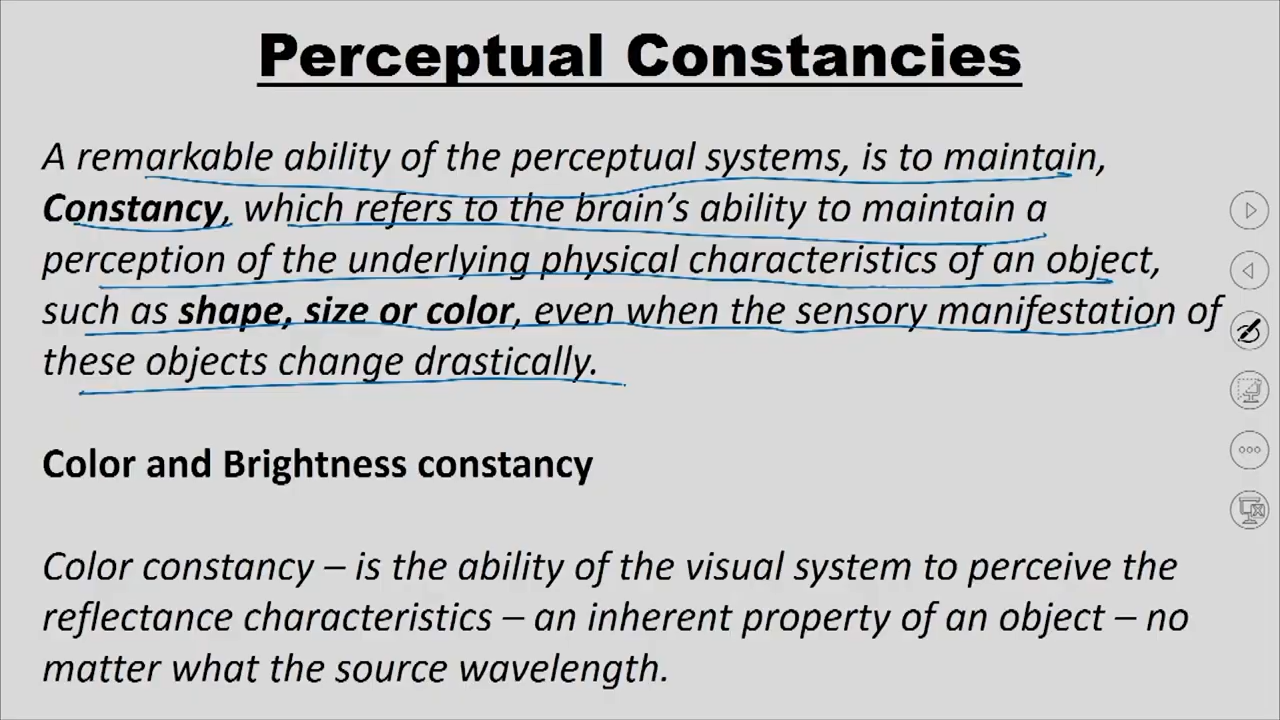 Perceptual Constancies
A remarkable ability of the perceptual systems, is to maintain,
Constancy, which refers to the brain's ability to maintain a
perception of the underlying physical characteristics of an object,
such as shape, size or color, even when the sensory manifestation of
these objects change drastically.
Color and Brightness constancy
Color constancy – is the ability of the visual system to perceive the
reflectance characteristics – an inherent property of an object – no
matter what the source wavelength.